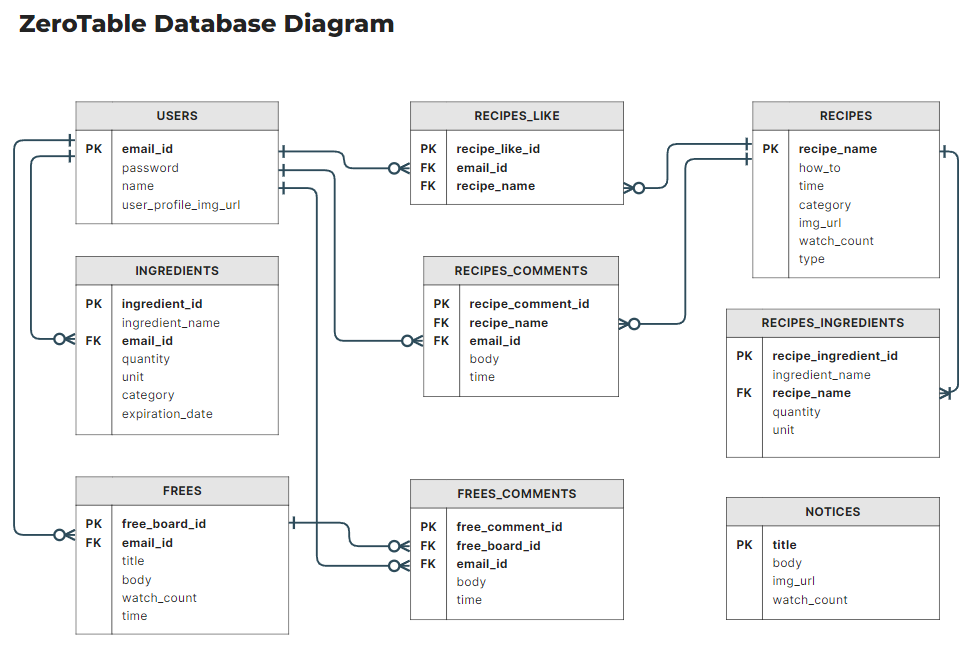 ZeroTable Database Diagram
USERS
PK email_id
password
name
user_profile_img_url
RECIPES_LIKE
PK recipe_like_id
FK email_id
FK recipe_name
RECIPES
PK recipe_name
how_to
time
category
img_url
watch_count
type
INGREDIENTS
PK ingredient_id
ingredient_name
FK email_id
quantity
unit
category
expiration_date
RECIPES_COMMENTS
PK recipe_comment_id
FK recipe_name
FK email_id
body
time
RECIPES_INGREDIENTS
PK recipe_ingredient_id
ingredient_name
FK recipe_name
quantity
unit
FREES
PK free_board_id
FK email_id
title
body
watch_count
time
FREES_COMMENTS
PK free_comment_id
FK free_board_id
FK email_id
body
time
NOTICES
PK title
body
img_url
watch_count